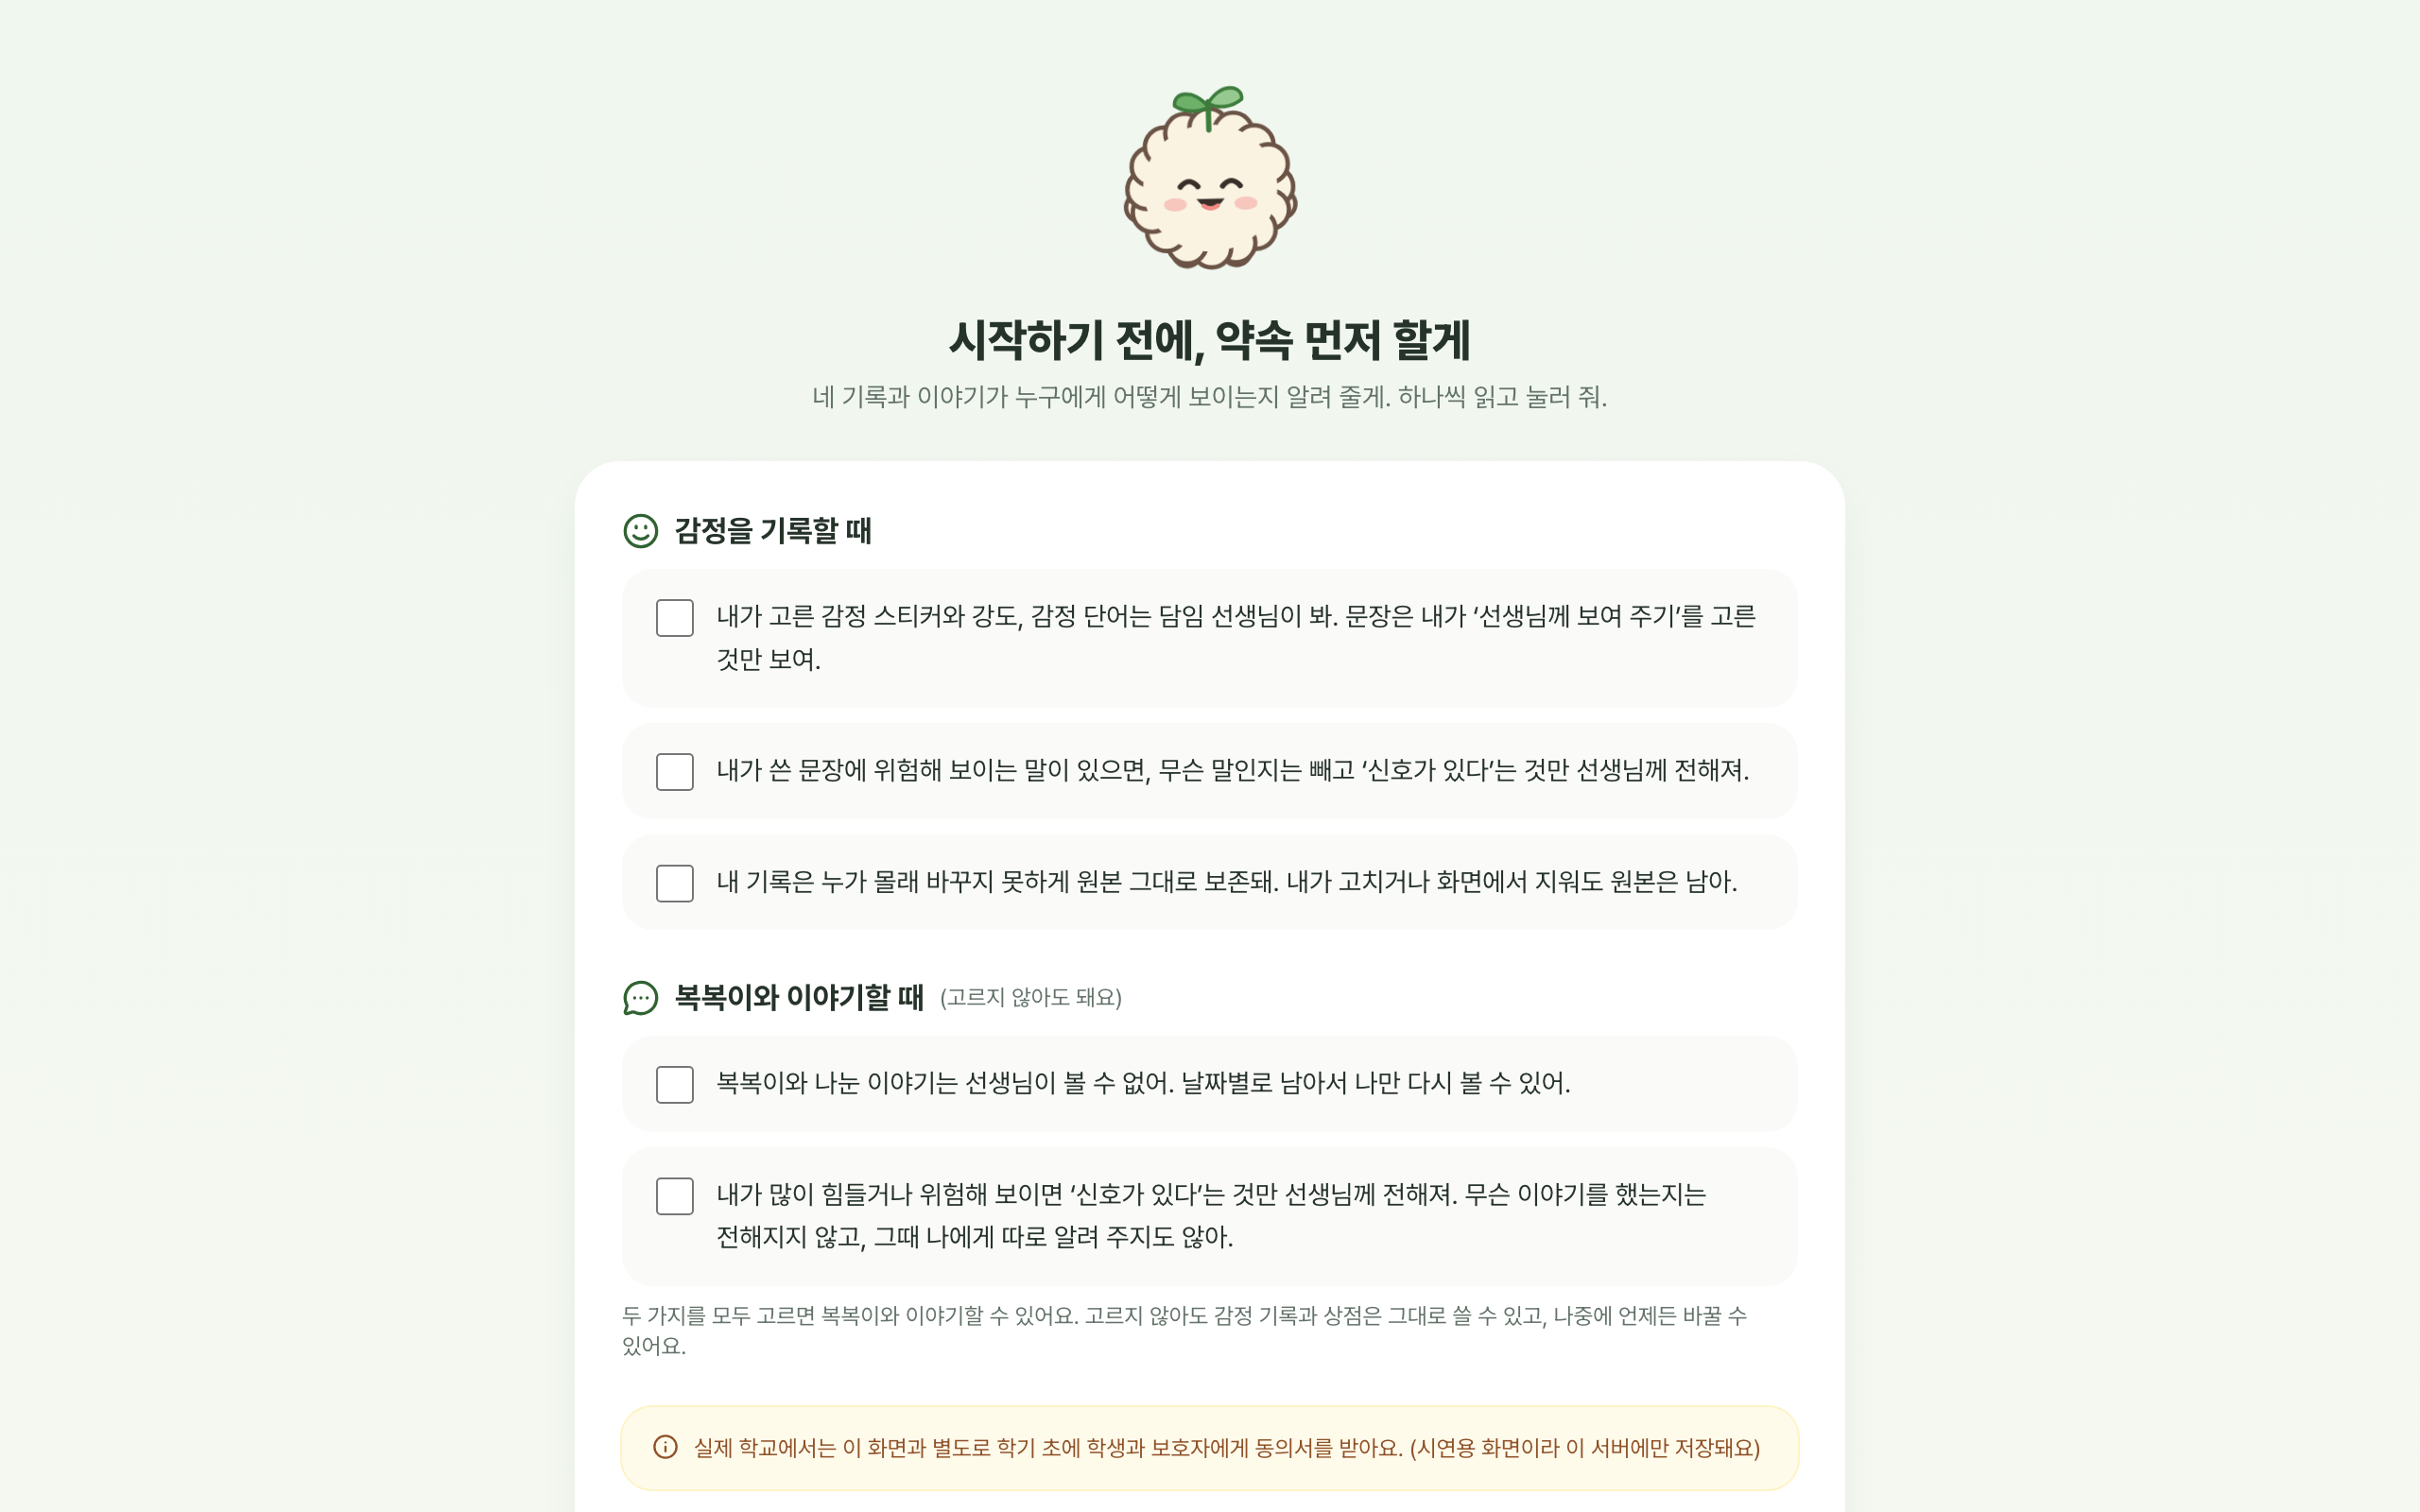 시작하기 전에, 약속 먼저 할게
네 기록과 이야기가 누구에게 어떻게 보이는지 알려 줄게. 하나씩 읽고 눌러 줘.
감정을 기록할 때
내가 고른 감정 스티커와 강도, 감정 단어는 담임 선생님이 봐. 문장은 내가 ‘선생님께 보여 주기’를 고른
것만 보여.
내가 쓴 문장에 위험해 보이는 말이 있으면, 무슨 말인지는 빼고 ‘신호가 있다’는 것만 선생님께 전해져.
내 기록은 누가 몰래 바꾸지 못하게 원본 그대로 보존돼. 내가 고치거나 화면에서 지워도 원본은 남아.
복복이와 이야기할 때 (고르지 않아도 돼요)
복복이와 나눈 이야기는 선생님이 볼 수 없어. 날짜별로 남아서 나만 다시 볼 수 있어.
내가 많이 힘들거나 위험해 보이면 ‘신호가 있다’는 것만 선생님께 전해져. 무슨 이야기를 했는지는
전해지지 않고, 그때 나에게 따로 알려 주지도 않아.
두 가지를 모두 고르면 복복이와 이야기할 수 있어요. 고르지 않아도 감정 기록과 상점은 그대로 쓸 수 있고, 나중에 언제든 바꿀 수
있어요.
실제 학교에서는 이 화면과 별도로 학기 초에 학생과 보호자에게 동의서를 받아요. (시연용 화면이라 이 서버에만 저장돼요)